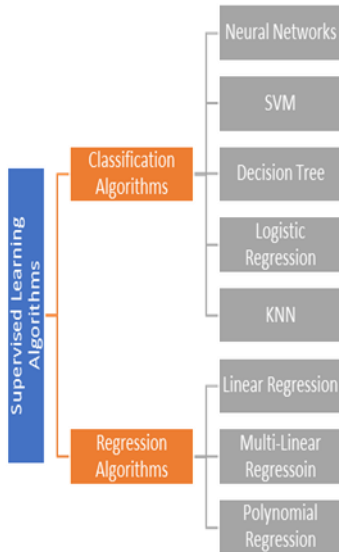 Supervised Learning
Algorithms
Classification
Algorithms
Neural Networks
SVM
Decision Tree
Logistic
Regression
KNN
Regression
Algorithms
Linear Regression
Multi-Linear
Regressoin
Polynomial
Regression